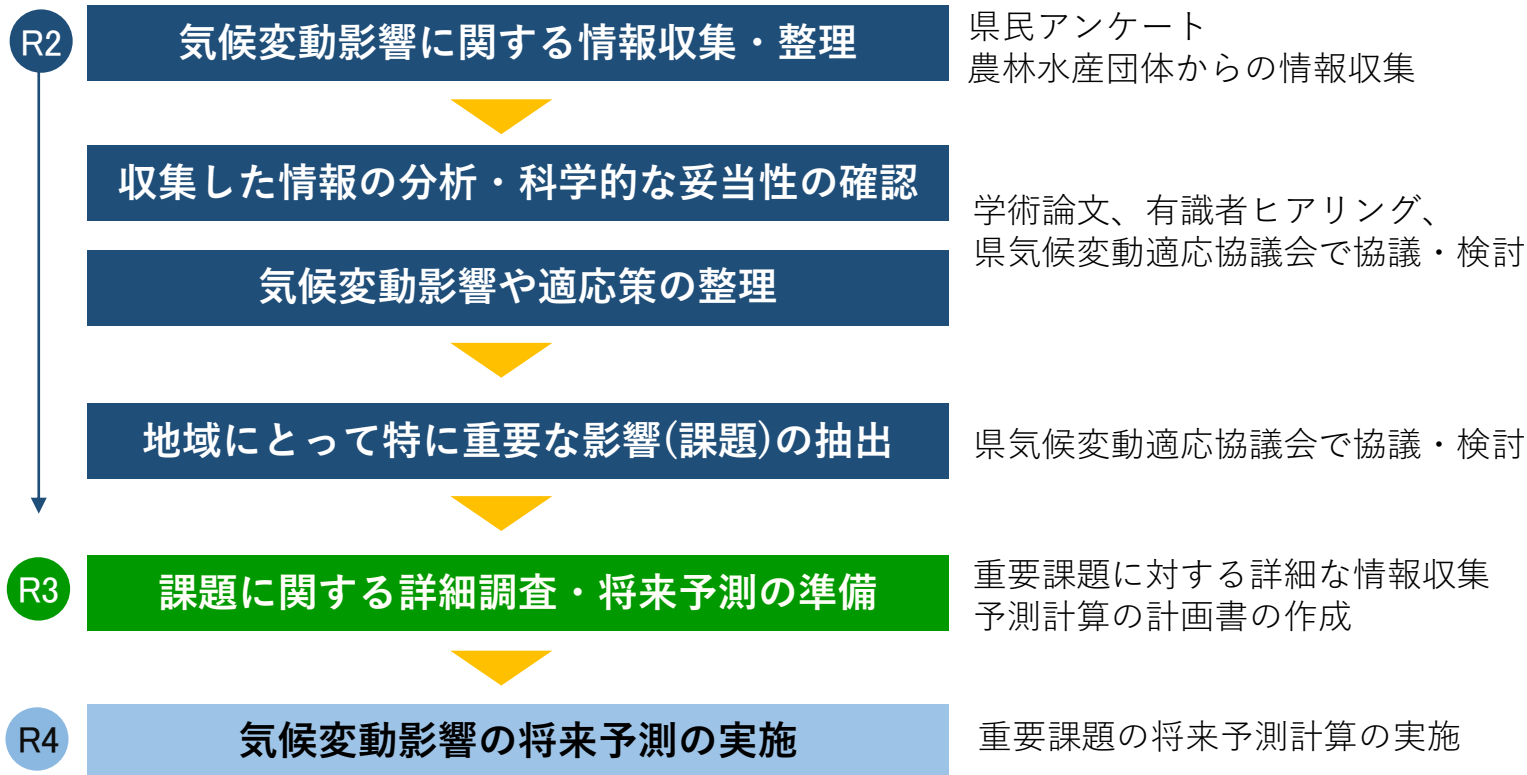 R2
気候変動影響に関する情報収集・整理
県民アンケート
農林水産団体からの情報収集
収集した情報の分析・科学的な妥当性の確認
気候変動影響や適応策の整理
学術論文、有識者ヒアリング、
県気候変動適応協議会で協議・検討
地域にとって特に重要な影響(課題)の抽出
県気候変動適応協議会で協議・検討
R3
課題に関する詳細調査・将来予測の準備
重要課題に対する詳細な情報収集
予測計算の計画書の作成
R4
気候変動影響の将来予測の実施
重要課題の将来予測計算の実施